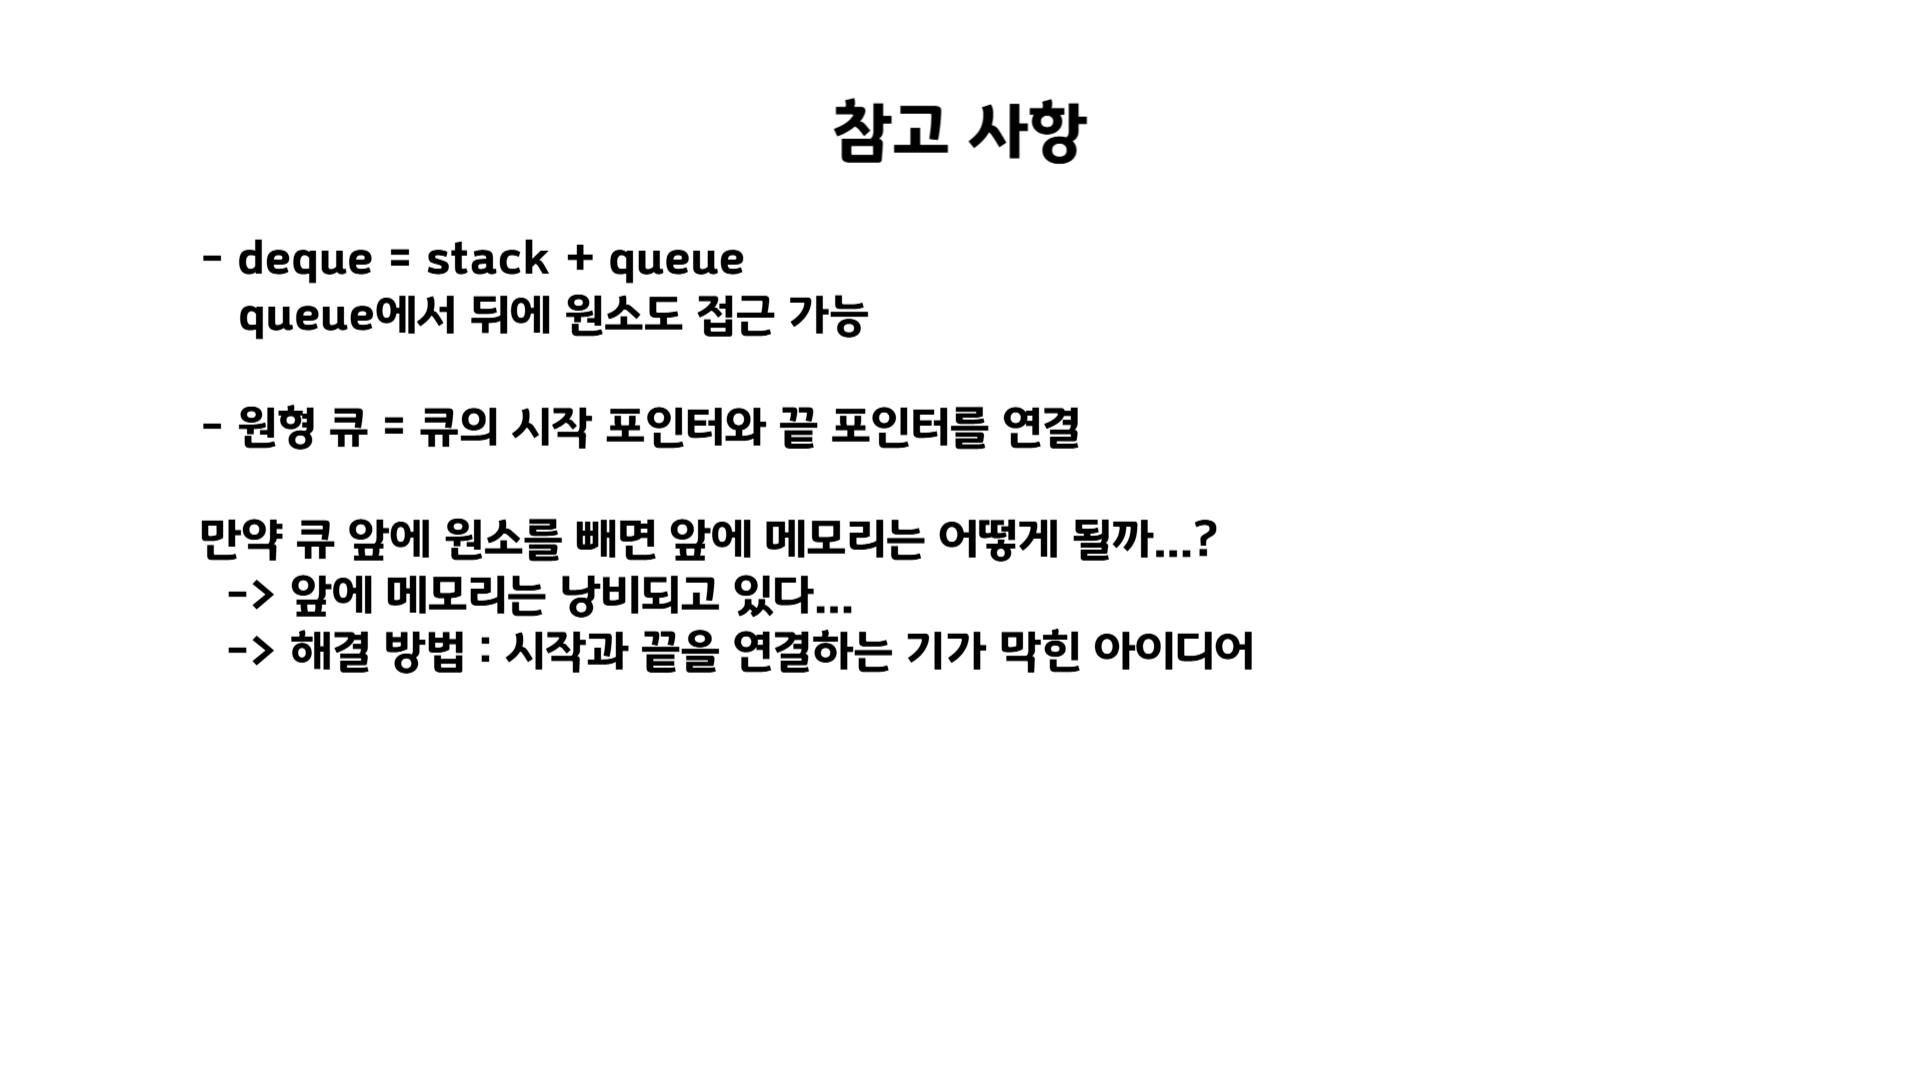 참고 사항
- deque = stack + queue
queue에서 뒤에 원소도 접근 가능
- 원형 큐 = 큐의 시작 포인터와 끝 포인터를 연결
만약 큐 앞에 원소를 빼면 앞에 메모리는 어떻게 될까...?
-> 앞에 메모리는 낭비되고 있다...
-> 해결 방법 : 시작과 끝을 연결하는 기가 막힌 아이디어